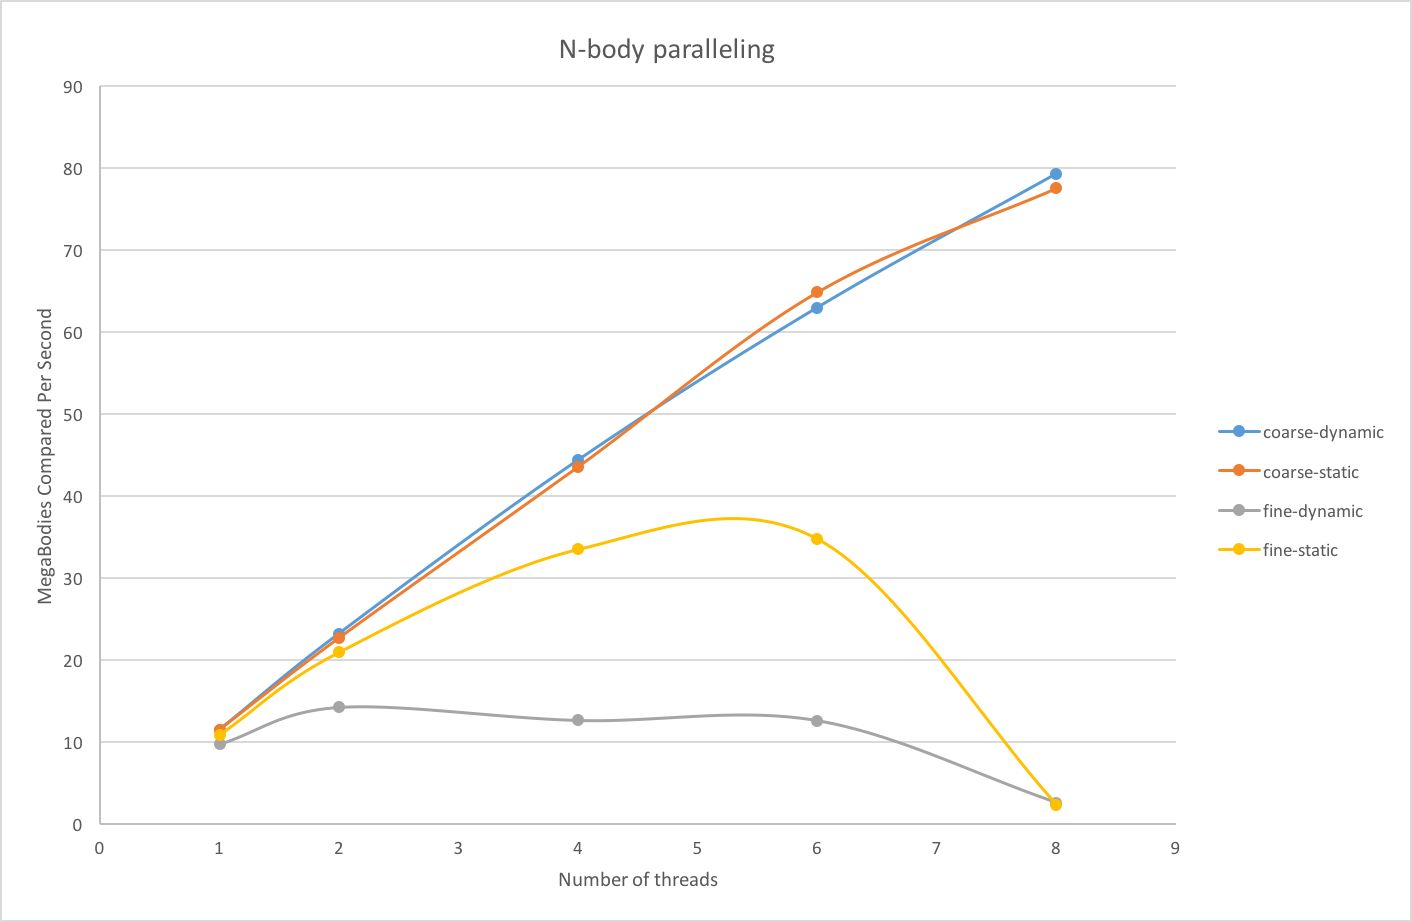 N-body paralleling
MegaBodies Compared Per Second
90
80
70
60
50
40
30
20
10
0
0 1 2 3 4 5 6 7 8 9
Number of threads
coarse-dynamic
coarse-static
fine-dynamic
fine-static